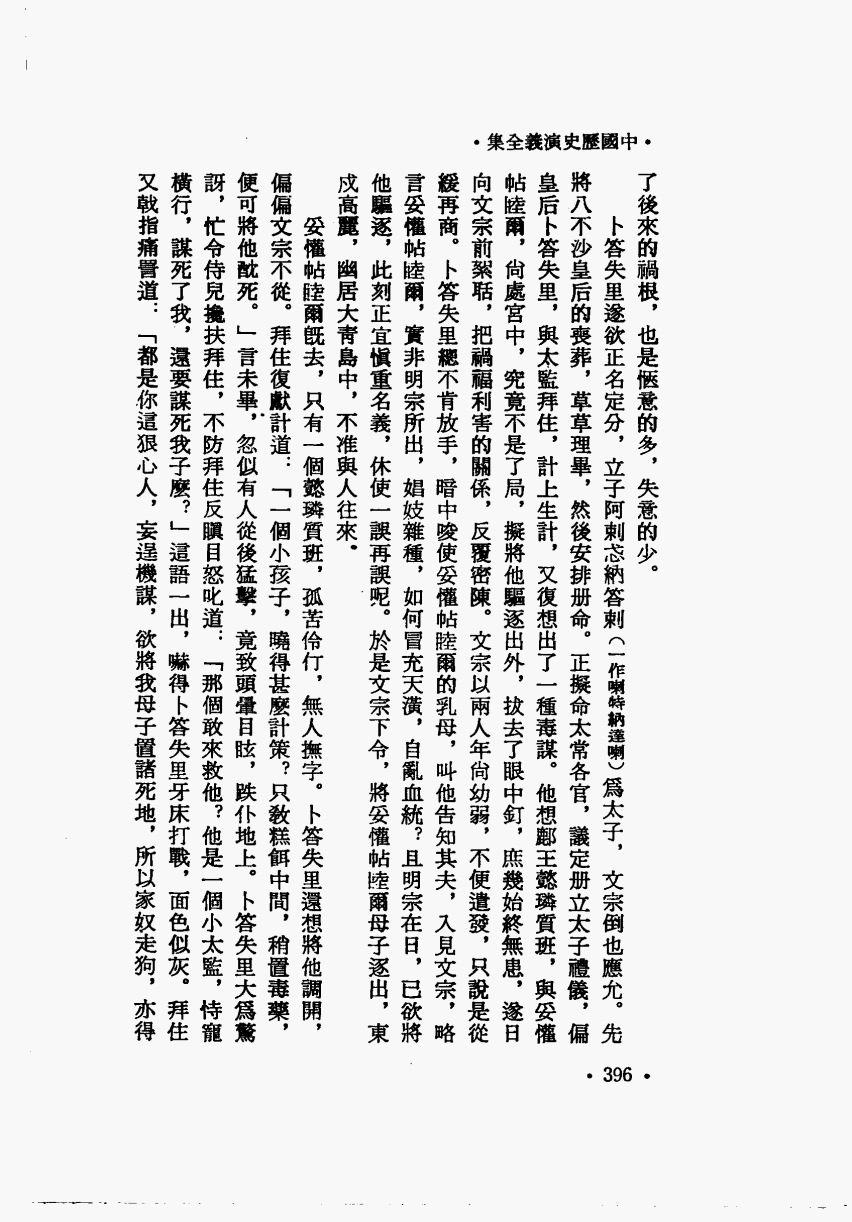 ·中國歷史演義全集·
了後來的禍根，也是愜意的多，失意的少。
卜答失里遂欲正名定分，立子阿剌忒納答剌（一作喇特納達喇）爲太子，文宗倒也應允。先
將八不沙皇后的喪葬，草草理畢，然後安排册命。正擬命太常各官，議定册立太子禮儀，偏
皇后卜答失里，與太監拜住，計上生計，又復想出了一種毒謀。他想鄜王懿璘質班，與妥懽
帖睦爾，尙處宮中，究竟不是了局，擬將他驅逐出外，拔去了眼中釘，庶幾始終無患，遂日
向文宗前絮聒，把禍福利害的關係，反覆密陳。文宗以兩人年尙幼弱，不便遣發，只說是從
緩再商。卜答失里總不肯放手，暗中唆使妥懽帖睦爾的乳母，叫他告知其夫，入見文宗，略
言妥懽帖睦爾，實非明宗所出，娼妓雜種，如何冒充天潢，自亂血統？且明宗在日，已欲將
他驅逐，此刻正宜愼重名義，休使一誤再誤呢。於是文宗下令，將妥懽帖睦爾母子逐出，東
戍高麗，幽居大靑島中，不准與人往來。
妥懽帖睦爾旣去，只有一個懿璘質班，孤苦伶仃，無人撫字。卜答失里還想將他調開，
偏偏文宗不從。拜住復獻計道：「一個小孩子，曉得甚麼計策？只敎糕餌中間，稍置毒藥，
便可將他酖死。」言未畢，忽似有人從後猛擊，竟致頭暈目眩，跌仆地上。卜答失里大爲驚
訝，忙令侍兒攙扶拜住，不防拜住反瞋目怒叱道：「那個敢來救他？他是一個小太監，恃寵
橫行，謀死了我，還要謀死我子麼？」這語一出，嚇得卜答失里牙床打戰，面色似灰。拜住
又戟指痛詈道：「都是你這狠心人，妄逞機謀，欲將我母子置諸死地，所以家奴走狗，亦得
·396·